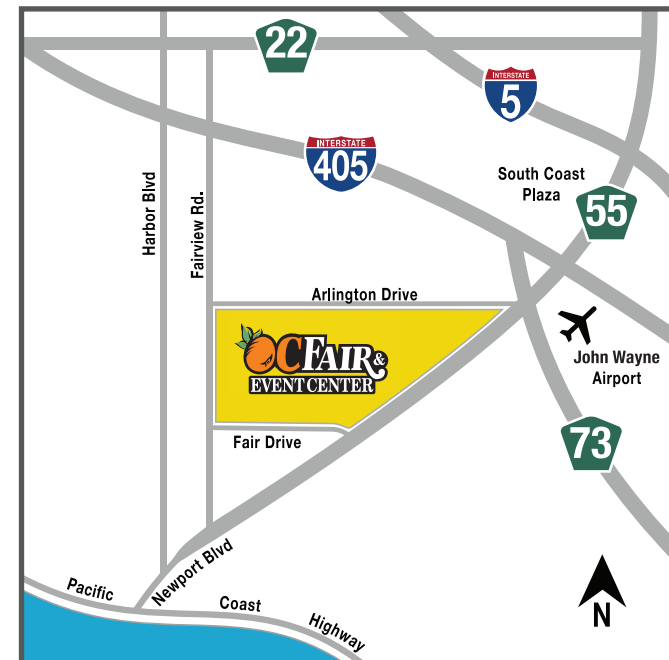 22
INTERSTATE
5
INTERSTATE
405
South Coast
Plaza
55
Harbor Blvd
Fairview Rd.
Arlington Drive
OC FAIR &
EVENT CENTER
John Wayne
Airport
Fair Drive
73
Newport Blvd
Pacific Coast Highway
N